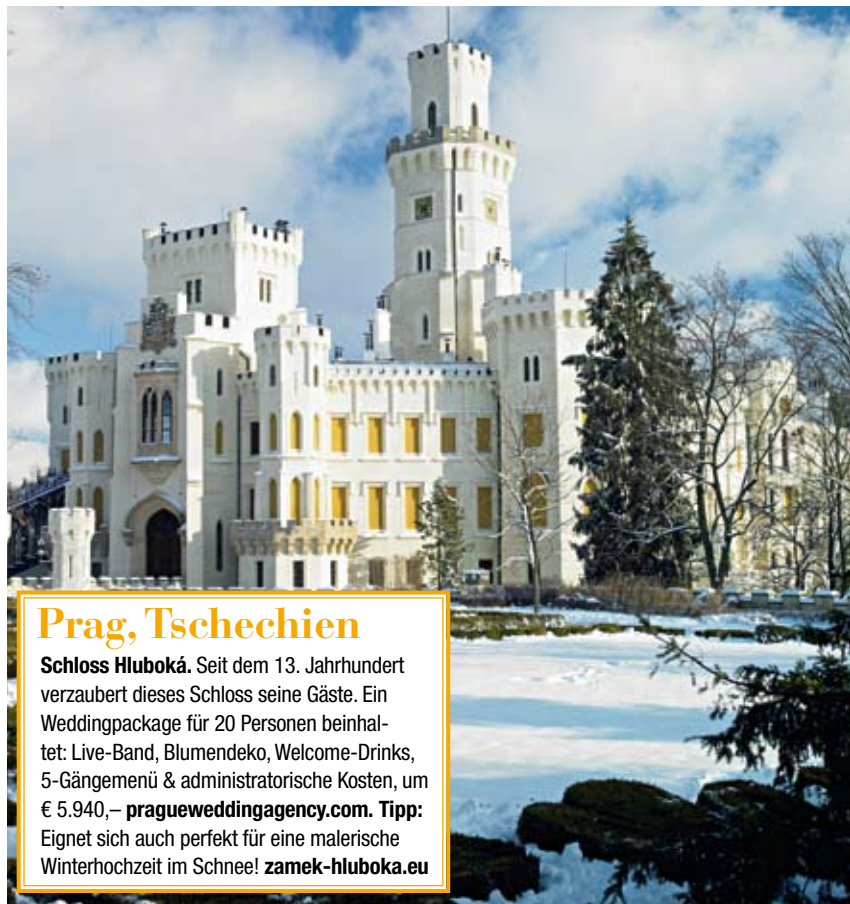 Prag, Tschechien
Schloss Hluboká. Seit dem 13. Jahrhundert
verzaubert dieses Schloss seine Gäste. Ein
Weddingpackage für 20 Personen beinhal-
tet: Live-Band, Blumendeko, Welcome-Drinks,
5-Gängemenü & administratorische Kosten, um
€ 5.940,– pragueweddingagency.com. Tipp:
Eignet sich auch perfekt für eine malerische
Winterhochzeit im Schnee! zamek-hluboka.eu